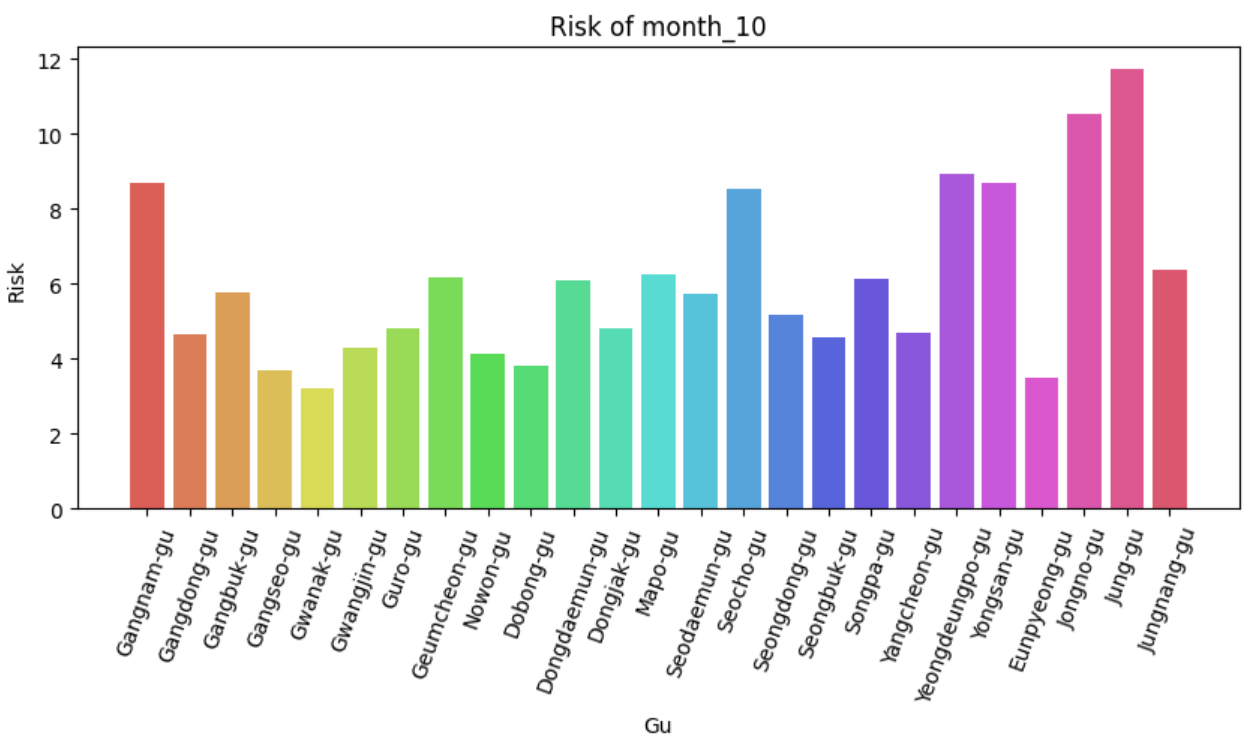 Risk of month_10
Risk
12
10
8
6
4
2
0
Gangnam-gu
Gangdong-gu
Gangbuk-gu
Gangseo-gu
Gwanak-gu
Gwangjin-gu
Guro-gu
Geumcheon-gu
Nowon-gu
Dobong-gu
Dongdaemun-gu
Dongjak-gu
Mapo-gu
Seodaemun-gu
Seocho-gu
Seongdong-gu
Seongbuk-gu
Songpa-gu
Yangcheon-gu
Yeongdeungpo-gu
Yongsan-gu
Eunpyeong-gu
Jongno-gu
Jung-gu
Jungnang-gu
Gu